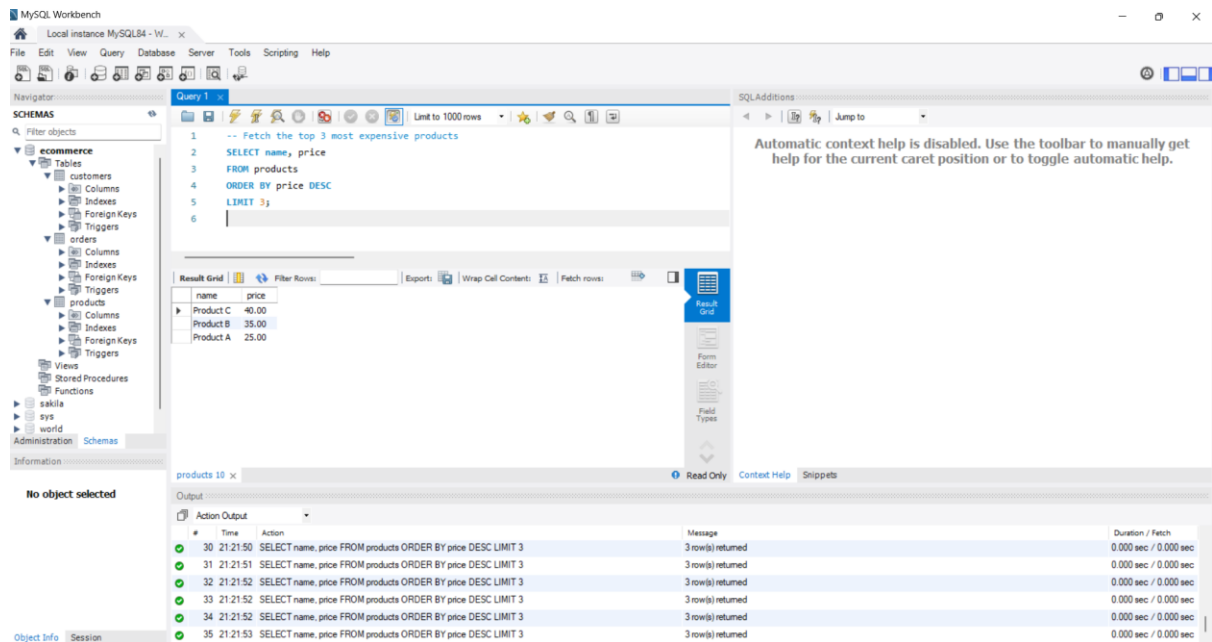 MySQL Workbench
Local instance MySQL84 - W... ×
File Edit View Query Database Server Tools Scripting Help
Navigator
SCHEMAS
Filter objects
ecommerce
Tables
customers
Columns
Indexes
Foreign Keys
Triggers
orders
Columns
Indexes
Foreign Keys
Triggers
products
Columns
Indexes
Foreign Keys
Triggers
Views
Stored Procedures
Functions
sakila
sys
world
Administration Schemas
Information
No object selected
Object Info Session
Query 1 ×
Limit to 1000 rows
1 -- Fetch the top 3 most expensive products
2 SELECT name, price
3 FROM products
4 ORDER BY price DESC
5 LIMIT 3;
6
Result Grid Filter Rows: Export: Wrap Cell Content: Fetch rows:
name price
Product C 40.00
Product B 35.00
Product A 25.00
Result
Grid
Form
Editor
Field
Types
products 10 ×
Read Only
SQLAdditions
Jump to
Automatic context help is disabled. Use the toolbar to manually get
help for the current caret position or to toggle automatic help.
Context Help Snippets
Output
Action Output
# Time Action Message Duration / Fetch
30 21:21:50 SELECT name, price FROM products ORDER BY price DESC LIMIT 3 3 row(s) returned 0.000 sec / 0.000 sec
31 21:21:51 SELECT name, price FROM products ORDER BY price DESC LIMIT 3 3 row(s) returned 0.000 sec / 0.000 sec
32 21:21:52 SELECT name, price FROM products ORDER BY price DESC LIMIT 3 3 row(s) returned 0.000 sec / 0.000 sec
33 21:21:52 SELECT name, price FROM products ORDER BY price DESC LIMIT 3 3 row(s) returned 0.000 sec / 0.000 sec
34 21:21:52 SELECT name, price FROM products ORDER BY price DESC LIMIT 3 3 row(s) returned 0.000 sec / 0.000 sec
35 21:21:53 SELECT name, price FROM products ORDER BY price DESC LIMIT 3 3 row(s) returned 0.000 sec / 0.000 sec